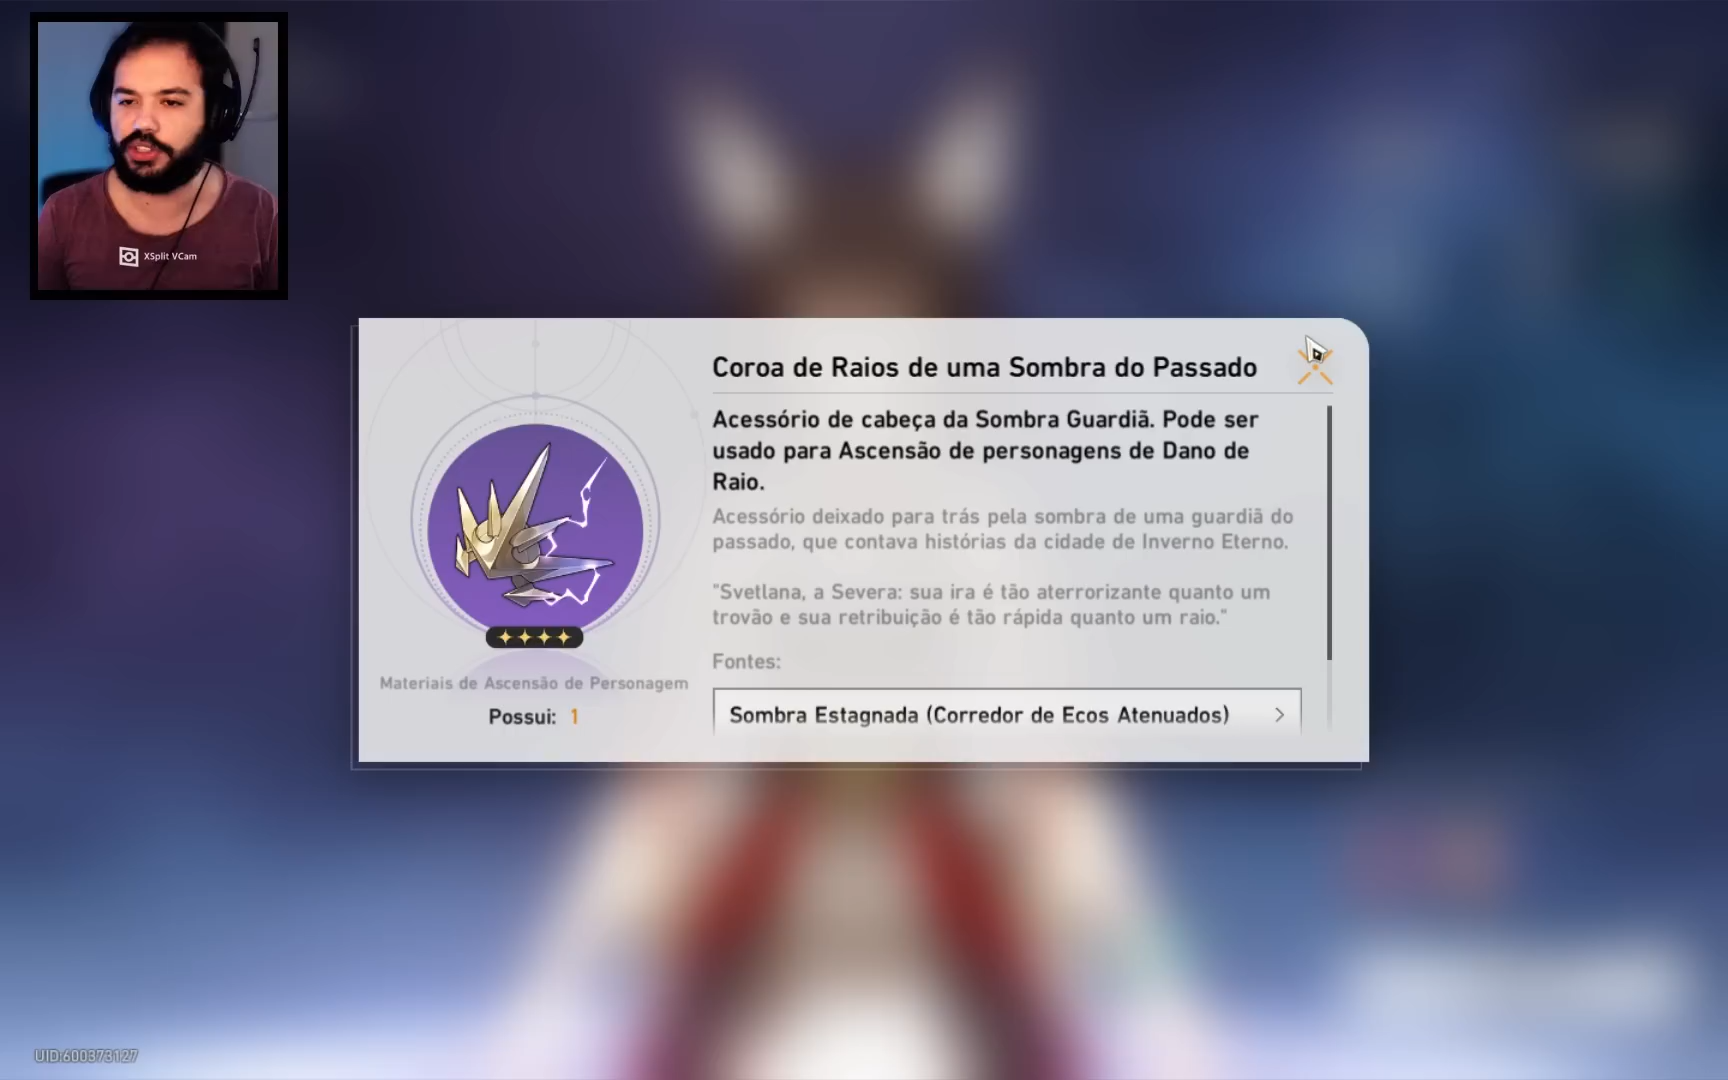 XSplit VCam
Coroa de Raios de uma Sombra do Passado
Acessório de cabeça da Sombra Guardiã. Pode ser
usado para Ascensão de personagens de Dano de
Raio.
Acessório deixado para trás pela sombra de uma guardiã do
passado, que contava histórias da cidade de Inverno Eterno.
"Svetlana, a Severa: sua ira é tão aterrorizante quanto um
trovão e sua retribuição é tão rápida quanto um raio."
Fontes:
Sombra Estagnada (Corredor de Ecos Atenuados)
Materiais de Ascensão de Personagem
Possui: 1
UID:600373127